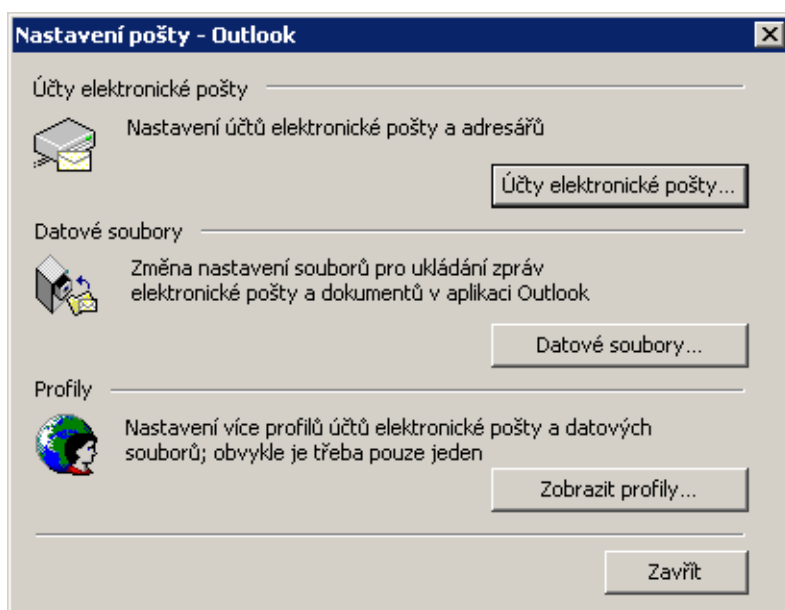 Nastavení pošty - Outlook
Účty elektronické pošty
Nastavení účtů elektronické pošty a adresářů
Účty elektronické pošty...
Datové soubory
Změna nastavení souborů pro ukládání zpráv
elektronické pošty a dokumentů v aplikaci Outlook
Datové soubory...
Profily
Nastavení více profilů účtů elektronické pošty a datových
souborů; obvykle je třeba pouze jeden
Zobrazit profily...
Zavřít